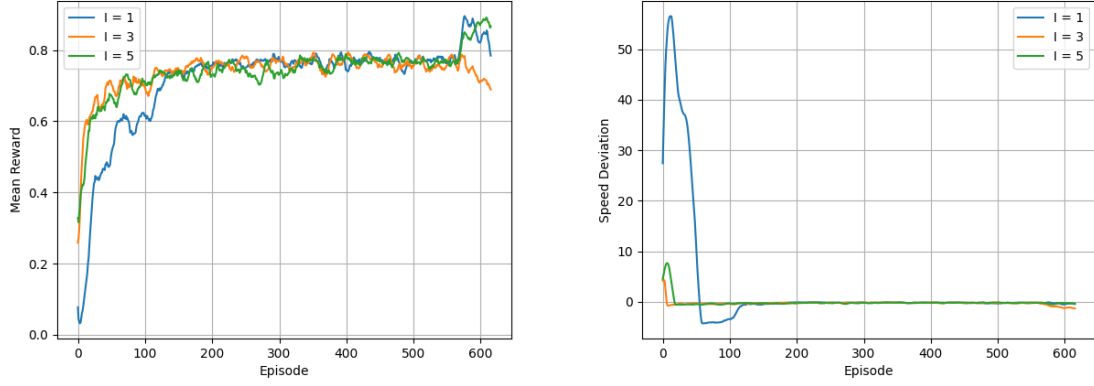 I = 1
I = 3
I = 5
0.8
0.6
0.4
0.2
0.0
Mean Reward
0 100 200 300 400 500 600
Episode
I = 1
I = 3
I = 5
50
40
30
20
10
0
Speed Deviation
0 100 200 300 400 500 600
Episode